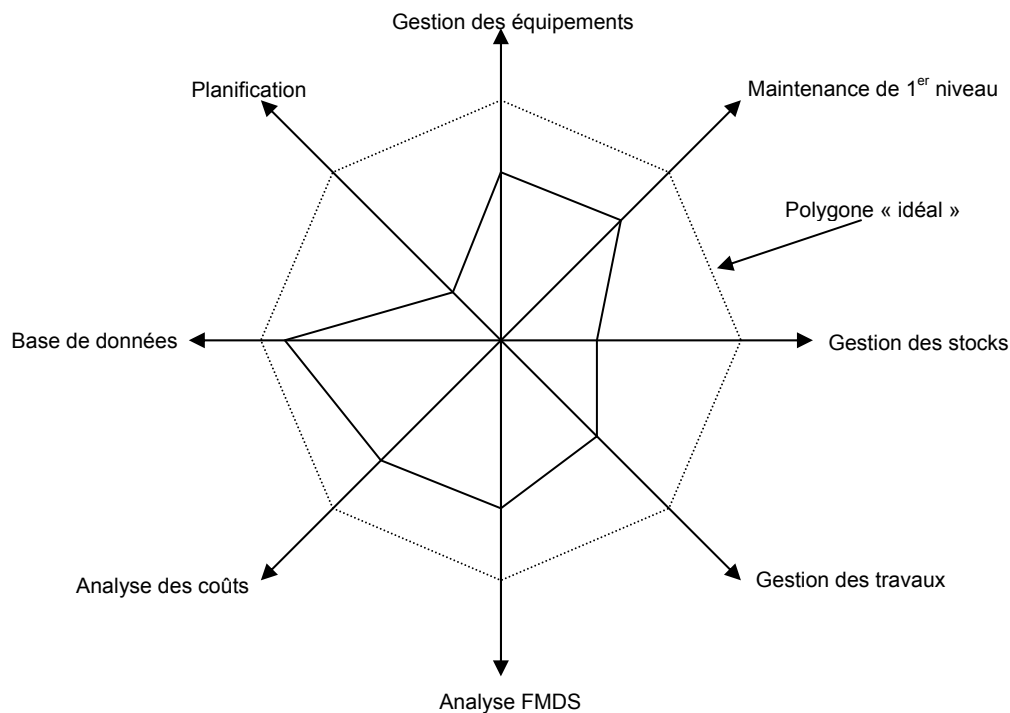 Gestion des équipements
Planification
Maintenance de 1er niveau
Polygone « idéal »
Base de données
Gestion des stocks
Analyse des coûts
Gestion des travaux
Analyse FMDS